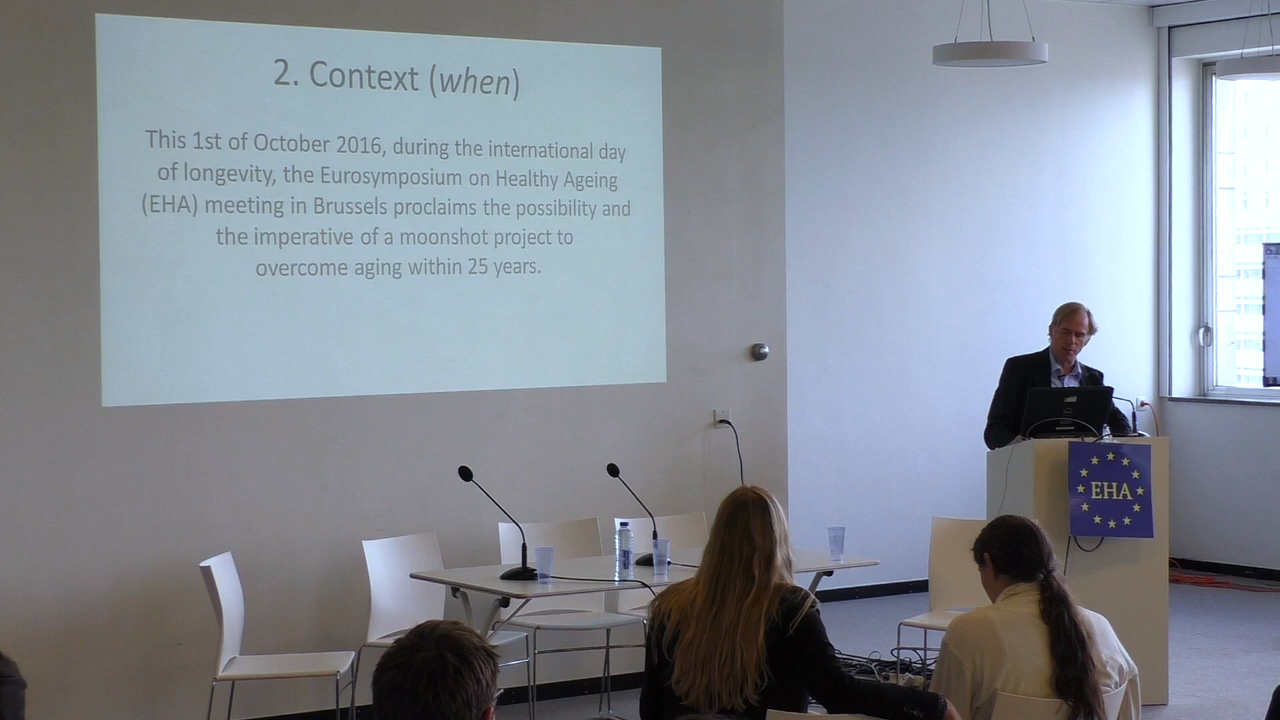 2. Context (when)
This 1st of October 2016, during the international day
of longevity, the Eurosymposium on Healthy Ageing
(EHA) meeting in Brussels proclaims the possibility and
the imperative of a moonshot project to
overcome aging within 25 years.
EHA